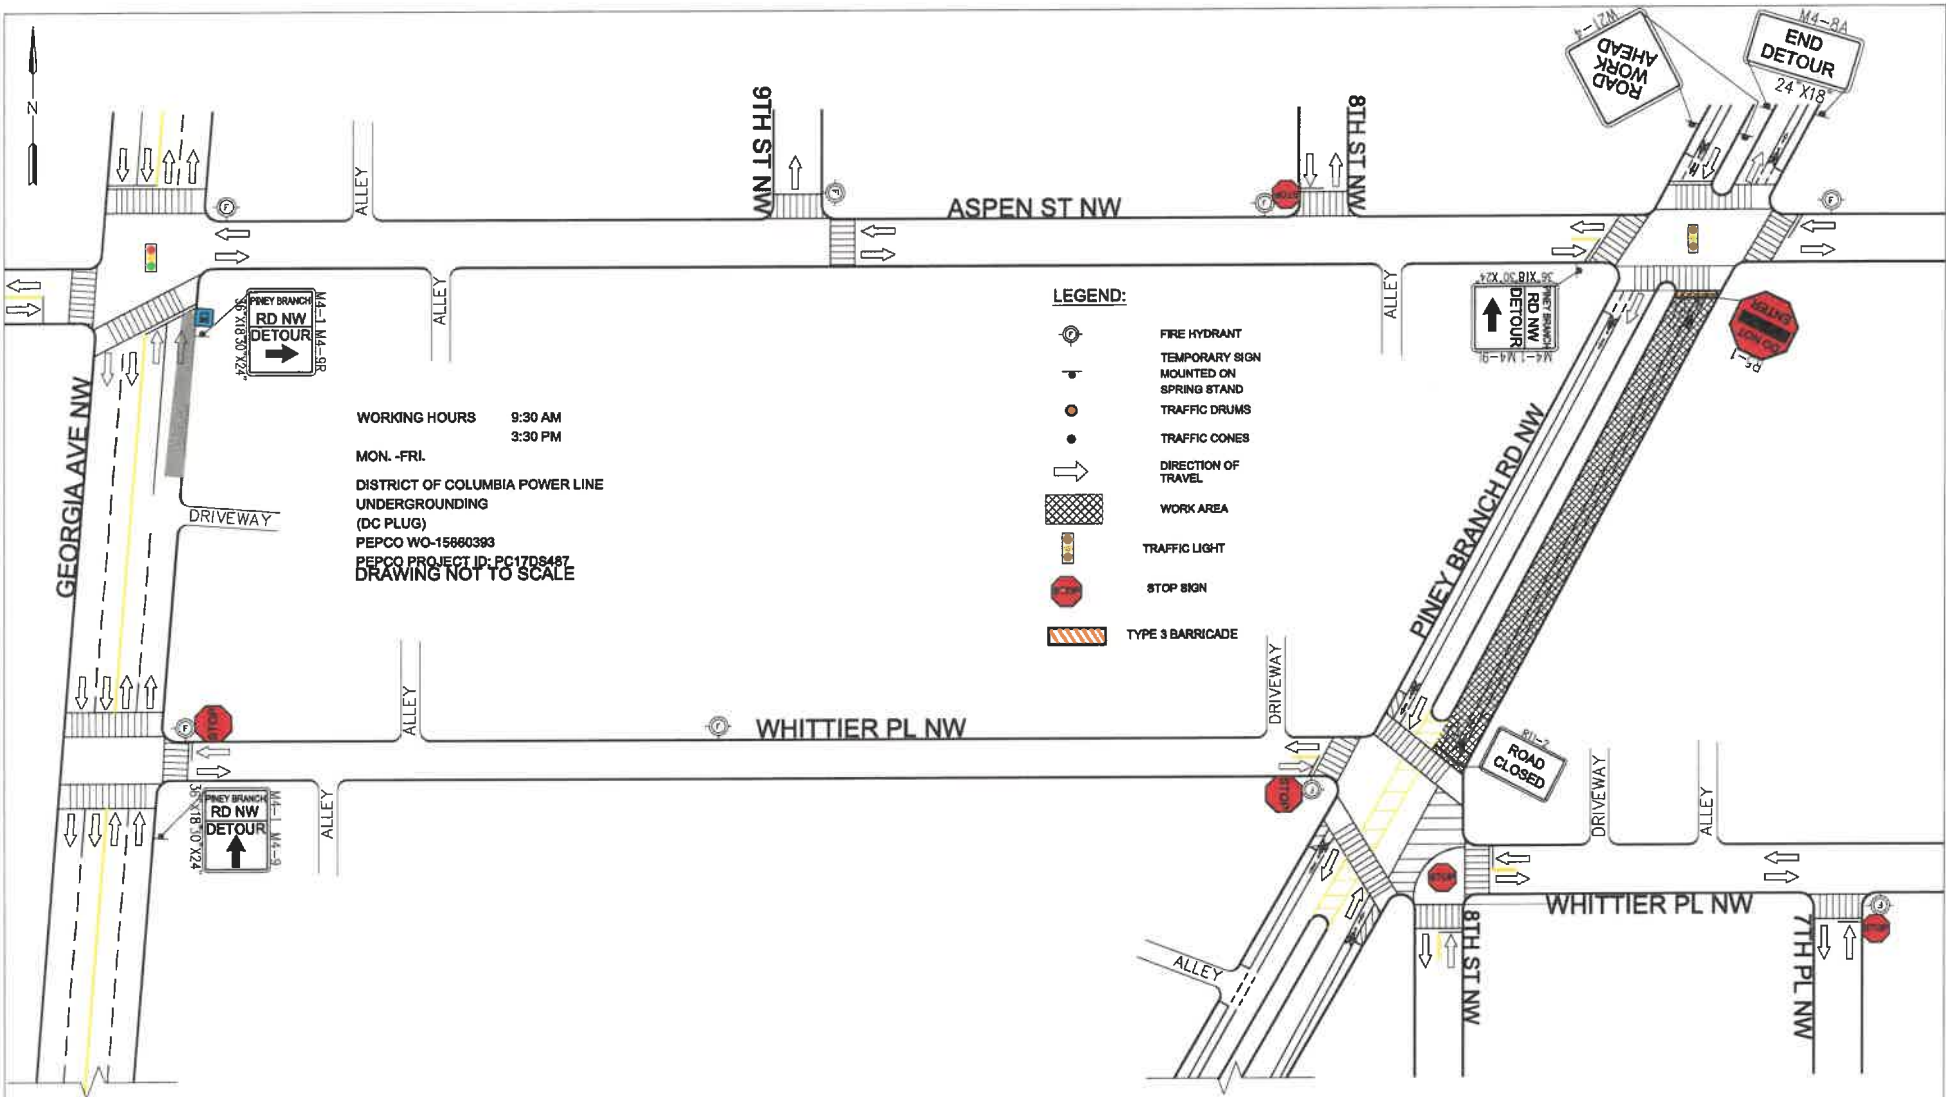 N
W21-4
ROAD
WORK
AHEAD
M4-8A
END
DETOUR
24"X18"
ALLEY
9TH ST NW
8TH ST NW
ASPEN ST NW
ALLEY
ALLEY
M4-1 M4-9R
PINEY BRANCH
RD NW
DETOUR
36"X18" 30"X24"
36"X18" 30"X24"
PINEY BRANCH
RD NW
DETOUR
DO NOT
ENTER
R5-1
GEORGIA AVE NW
WORKING HOURS 9:30 AM
3:30 PM
MON. -FRI.
DISTRICT OF COLUMBIA POWER LINE
UNDERGROUNDING
(DC PLUG)
PEPCO WO-15660393
PEPCO PROJECT ID: PC17DS487
DRAWING NOT TO SCALE
LEGEND:
F
FIRE HYDRANT
TEMPORARY SIGN
MOUNTED ON
SPRING STAND
TRAFFIC DRUMS
TRAFFIC CONES
DIRECTION OF
TRAVEL
WORK AREA
TRAFFIC LIGHT
STOP
STOP SIGN
TYPE 3 BARRICADE
PINEY BRANCH RD NW
DRIVEWAY
ALLEY
STOP
WHITTIER PL NW
DRIVEWAY
STOP
R11-2
ROAD
CLOSED
DRIVEWAY
ALLEY
PINEY BRANCH
RD NW
DETOUR
M4-1 M4-9
36"X18" 30"X24"
ALLEY
STOP
WHITTIER PL NW
8TH ST NW
7TH PL NW
ALLEY